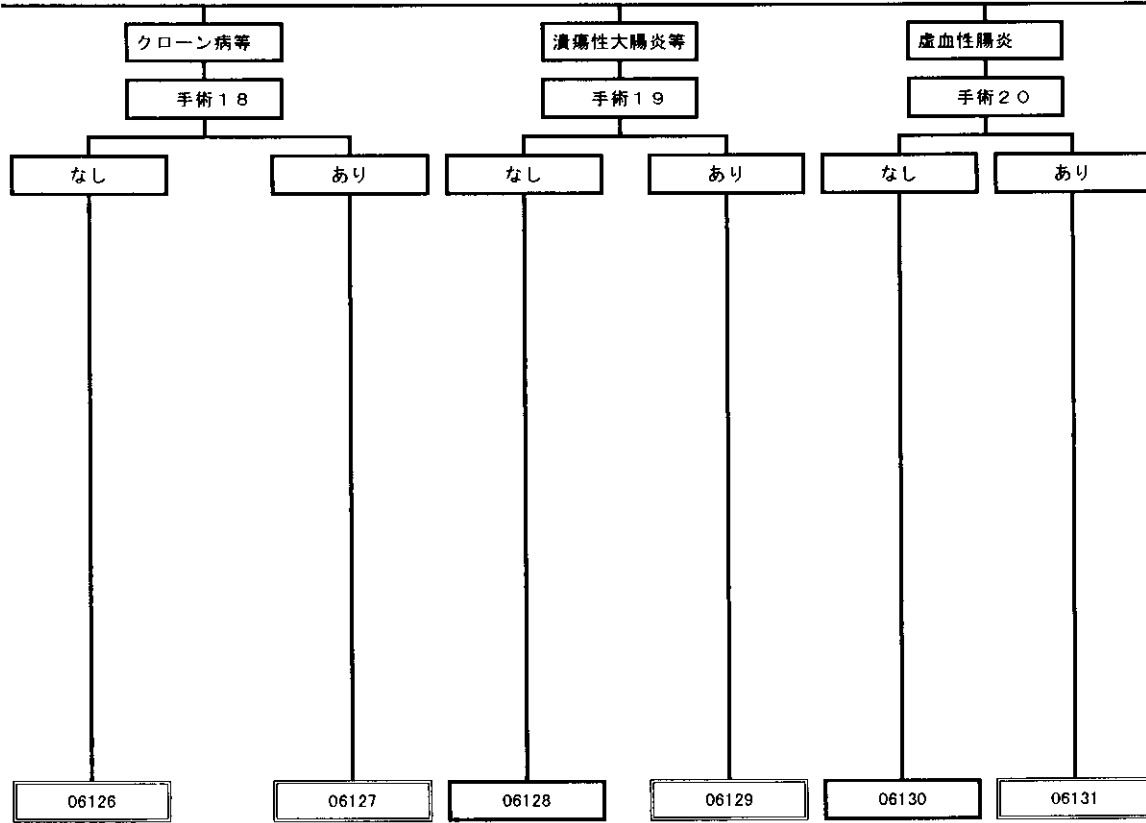 クローン病等
潰瘍性大腸炎等
虚血性腸炎
手術18
手術19
手術20
なし
あり
なし
あり
なし
あり
06126
06127
06128
06129
06130
06131